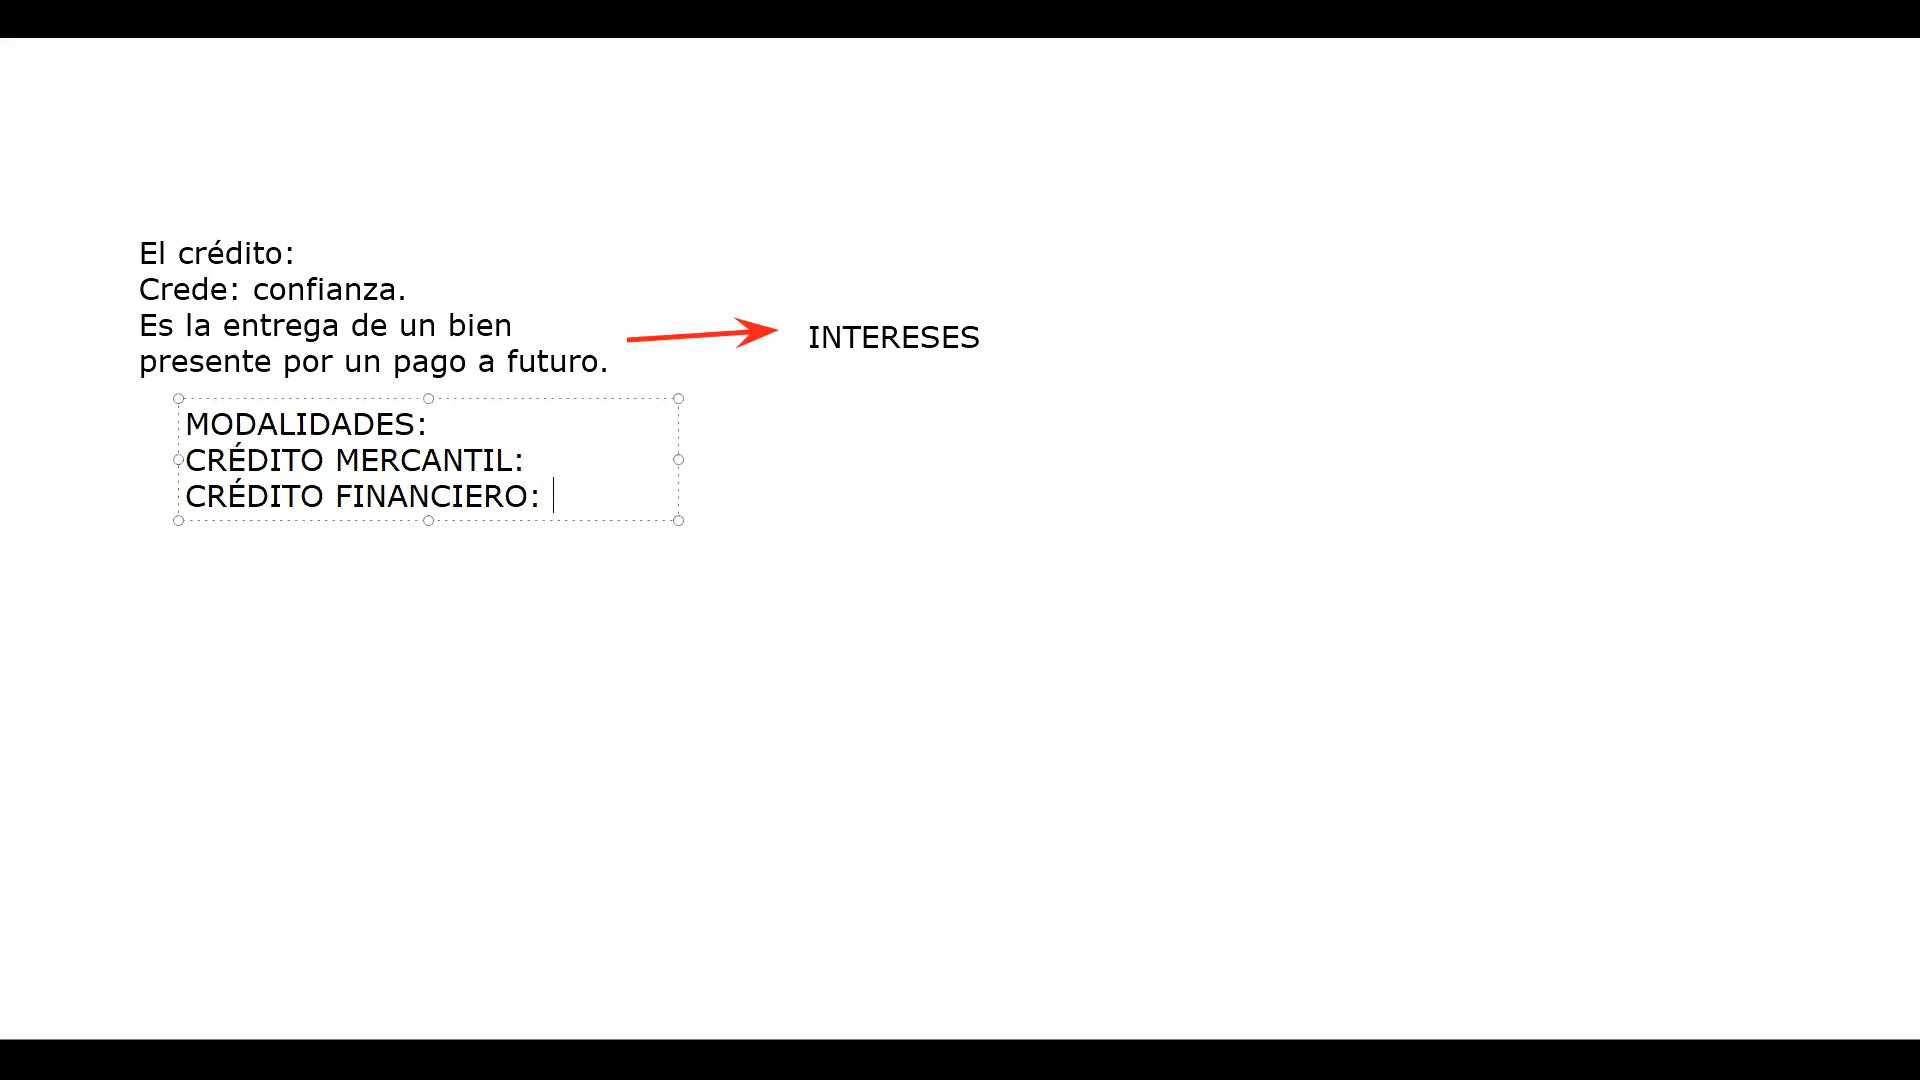 El crédito:
Crede: confianza.
Es la entrega de un bien
presente por un pago a futuro.
INTERESES
MODALIDADES:
CRÉDITO MERCANTIL:
CRÉDITO FINANCIERO: